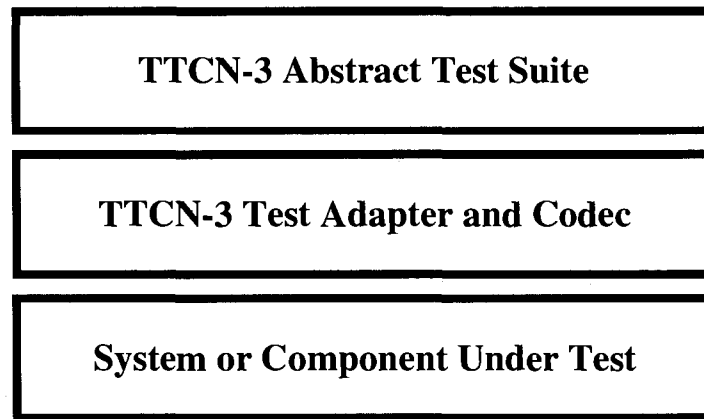 TTCN-3 Abstract Test Suite
TTCN-3 Test Adapter and Codec
System or Component Under Test